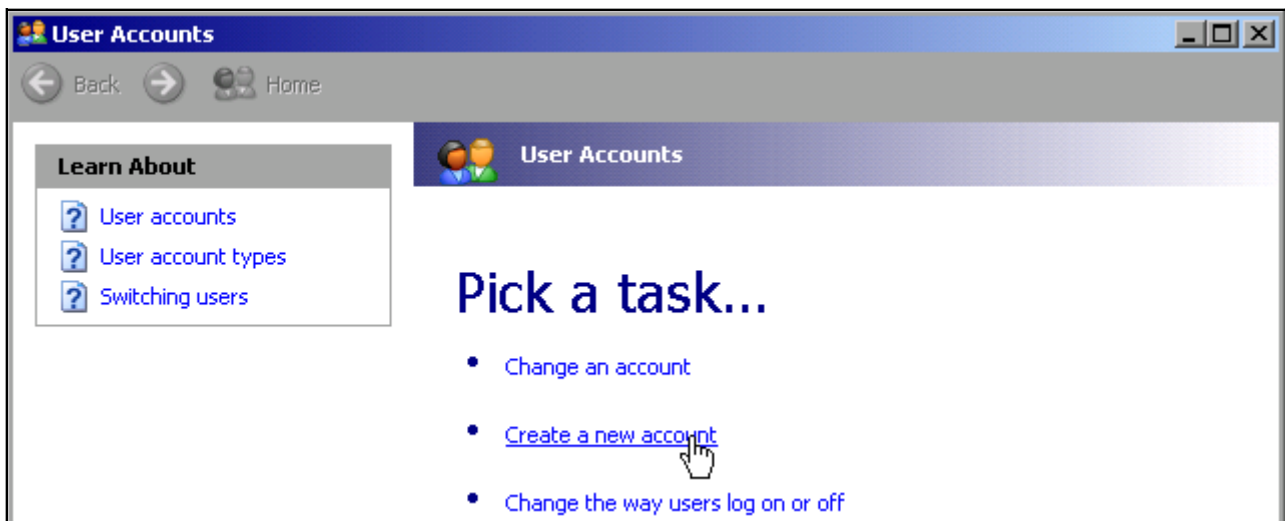 User Accounts
Back Home
Learn About
User accounts
User account types
Switching users
User Accounts
Pick a task...
Change an account
Create a new account
Change the way users log on or off